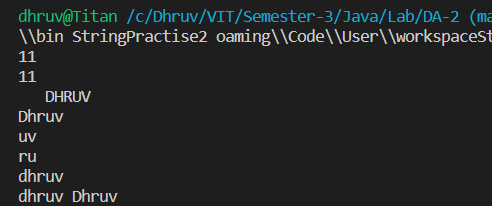 dhruv@Titan /c/Dhruv/VIT/Semester-3/Java/Lab/DA-2 (ma
\\bin StringPractise2 oaming\\Code\\User\\workspaceSt
11
11
   DHRUV
Dhruv
uv
ru
dhruv
dhruv Dhruv